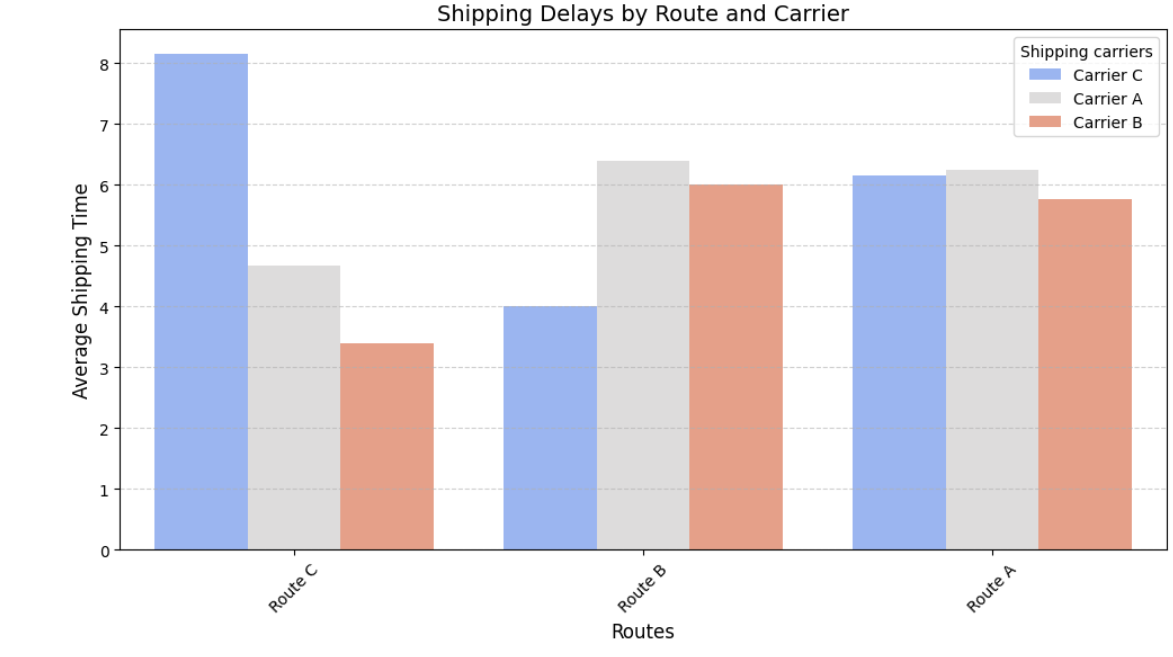 Shipping Delays by Route and Carrier
Shipping carriers
Carrier C
Carrier A
Carrier B
Average Shipping Time
8
7
6
5
4
3
2
1
0
Route C
Route B
Route A
Routes